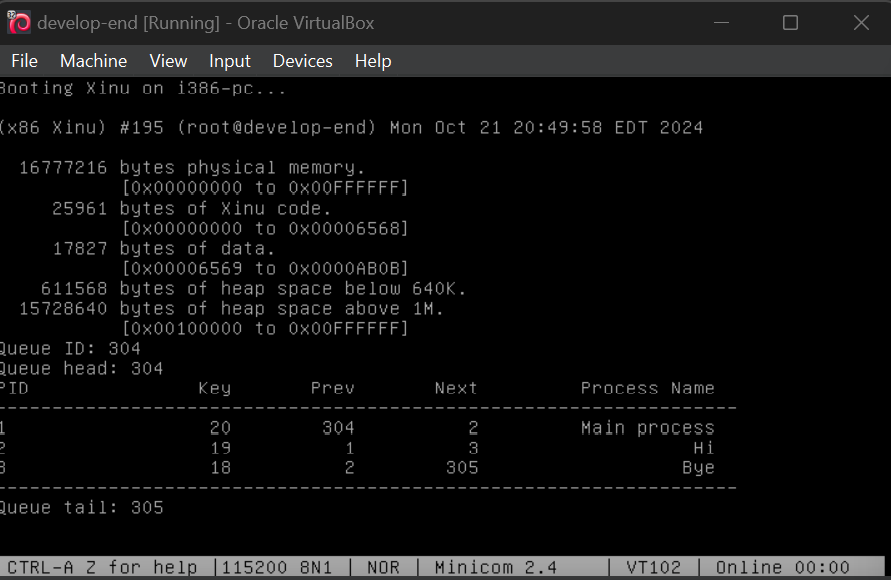 develop-end [Running] - Oracle VirtualBox
File Machine View Input Devices Help
Booting Xinu on i386-pc...
(x86 Xinu) #195 (root@develop-end) Mon Oct 21 20:49:58 EDT 2024
16777216 bytes physical memory.
[0x00000000 to 0x00FFFFFF]
25961 bytes of Xinu code.
[0x00000000 to 0x00006568]
17827 bytes of data.
[0x00006569 to 0x0000AB0B]
611568 bytes of heap space below 640K.
15728640 bytes of heap space above 1M.
[0x00100000 to 0x00FFFFFF]
Queue ID: 304
Queue head: 304
PID Key Prev Next Process Name
--------------------------------------------------------------------
1 20 304 2 Main process
2 19 1 3 Hi
3 18 2 305 Bye
--------------------------------------------------------------------
Queue tail: 305
CTRL-A Z for help |115200 8N1 | NOR | Minicom 2.4 | VT102 | Online 00:00